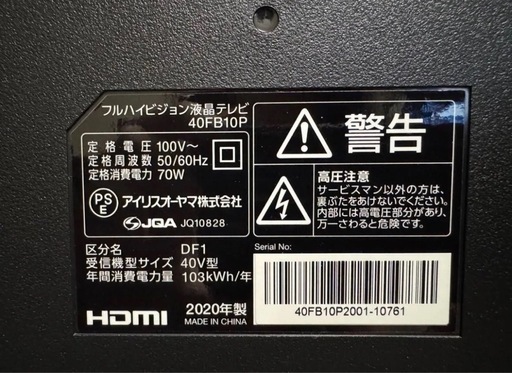 フルハイビジョン液晶テレビ
40FB10P
定格電圧 100V～
定格周波数 50/60Hz
定格消費電力 70W
PSE アイリスオーヤマ株式会社
JQA JQ10828
区分名 DF1
受信機型サイズ 40V型
年間消費電力量 103kWh/年
HDMI
2020年製
MADE IN CHINA
警告
高圧注意
サービスマン以外の方は、
裏ぶたをあけないでください。
内部には高電圧部分があり、
万一さわると危険です。
Serial No:
40FB10P2001-10761